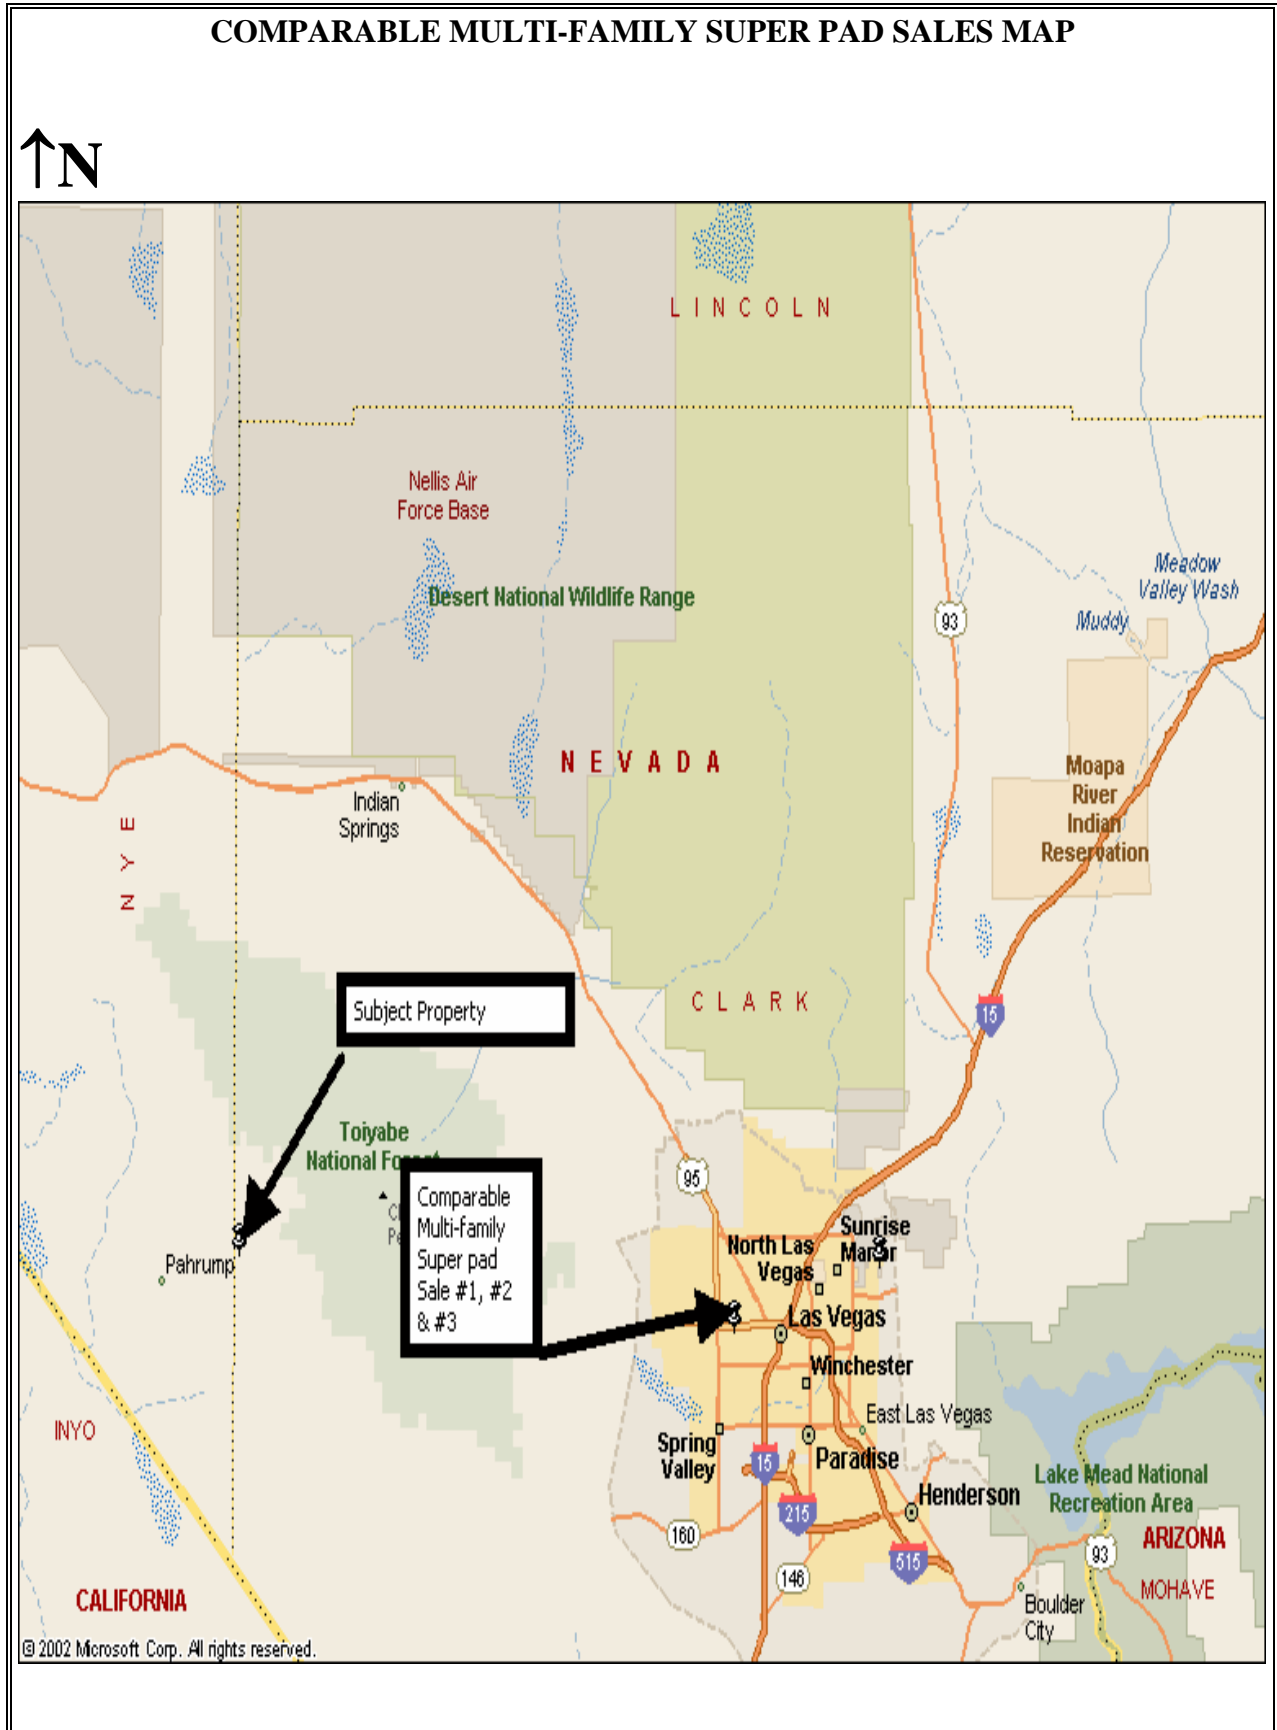 COMPARABLE MULTI-FAMILY SUPER PAD SALES MAP
↑N
LINCOLN
Nellis Air
Force Base
Desert National Wildlife Range
93
Meadow
Valley Wash
Muddy
NEVADA
Moapa
River
Indian
Reservation
Indian
Springs
NYE
Subject Property
CLARK
15
Toiyabe
National
95
Comparable
Multi-family
Super pad
Sale #1, #2
& #3
Pahrump
Sunrise
Manor
North Las
Vegas
Las Vegas
Winchester
East Las Vegas
INYO
Spring
Valley
15
Paradise
Lake Mead National
Recreation Area
Henderson
215
160
ARIZONA
93
515
146
MOHAVE
CALIFORNIA
Boulder
City
© 2002 Microsoft Corp. All rights reserved.